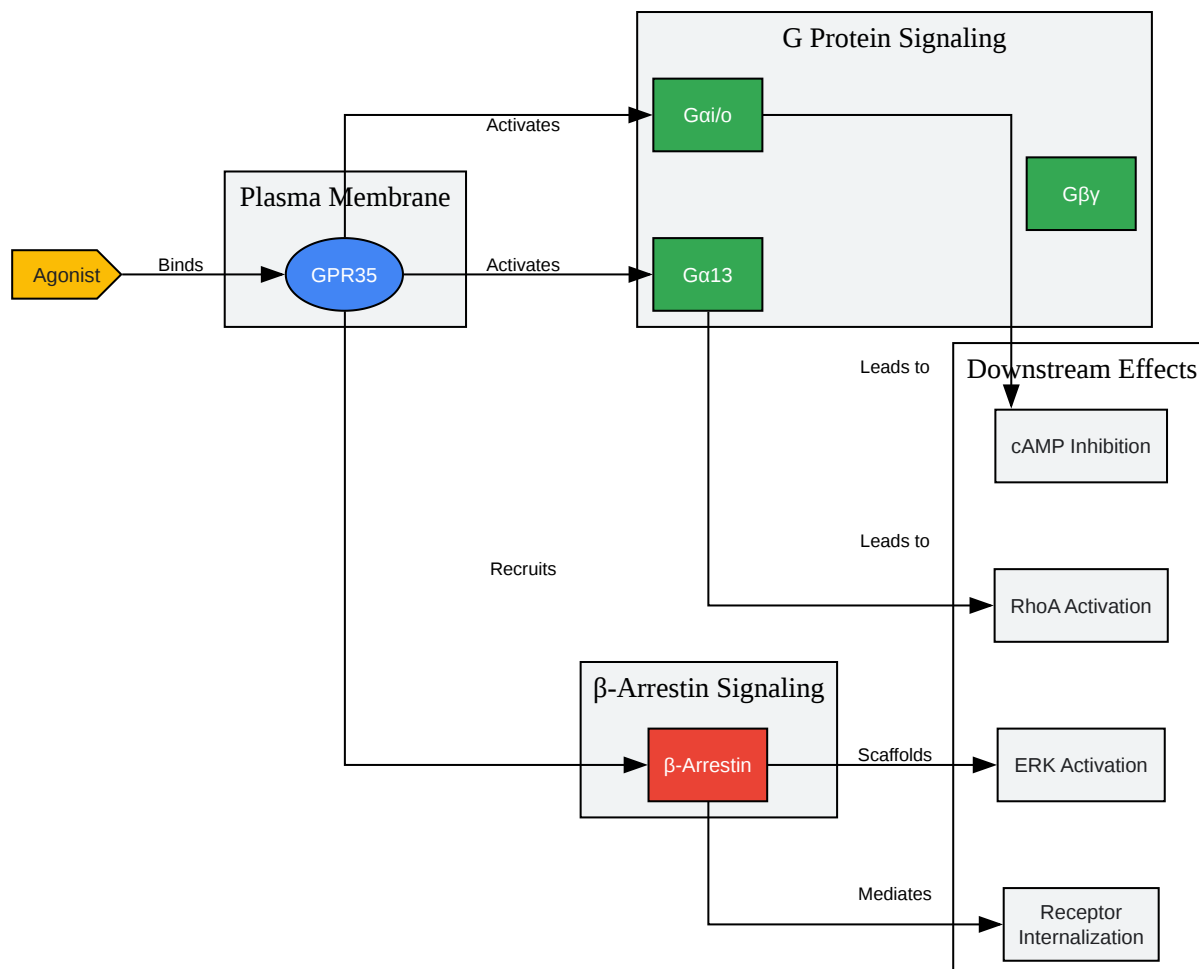 G Protein Signaling
Gαi/o
Activates
Gβγ
Plasma Membrane
Agonist
Binds
GPR35
Activates
Gα13
Leads to
Downstream Effects
cAMP Inhibition
Leads to
Recruits
RhoA Activation
β-Arrestin Signaling
β-Arrestin
Scaffolds
ERK Activation
Mediates
Receptor
Internalization